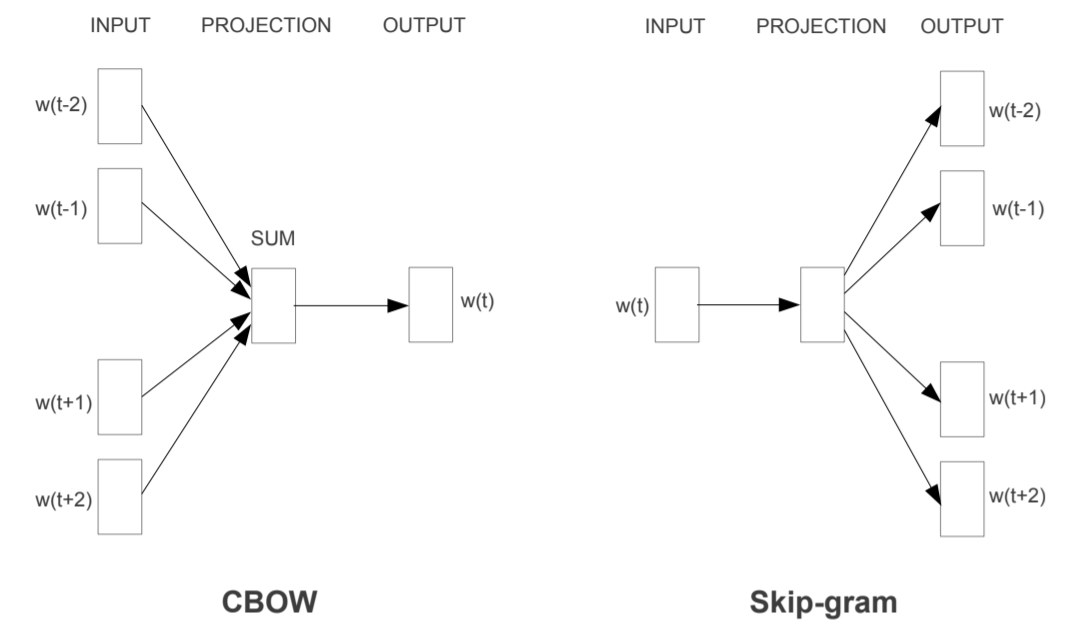 INPUT PROJECTION OUTPUT
w(t-2)
w(t-1)
SUM
w(t)
w(t+1)
w(t+2)
CBOW
INPUT PROJECTION OUTPUT
w(t-2)
w(t-1)
w(t)
w(t+1)
w(t+2)
Skip-gram